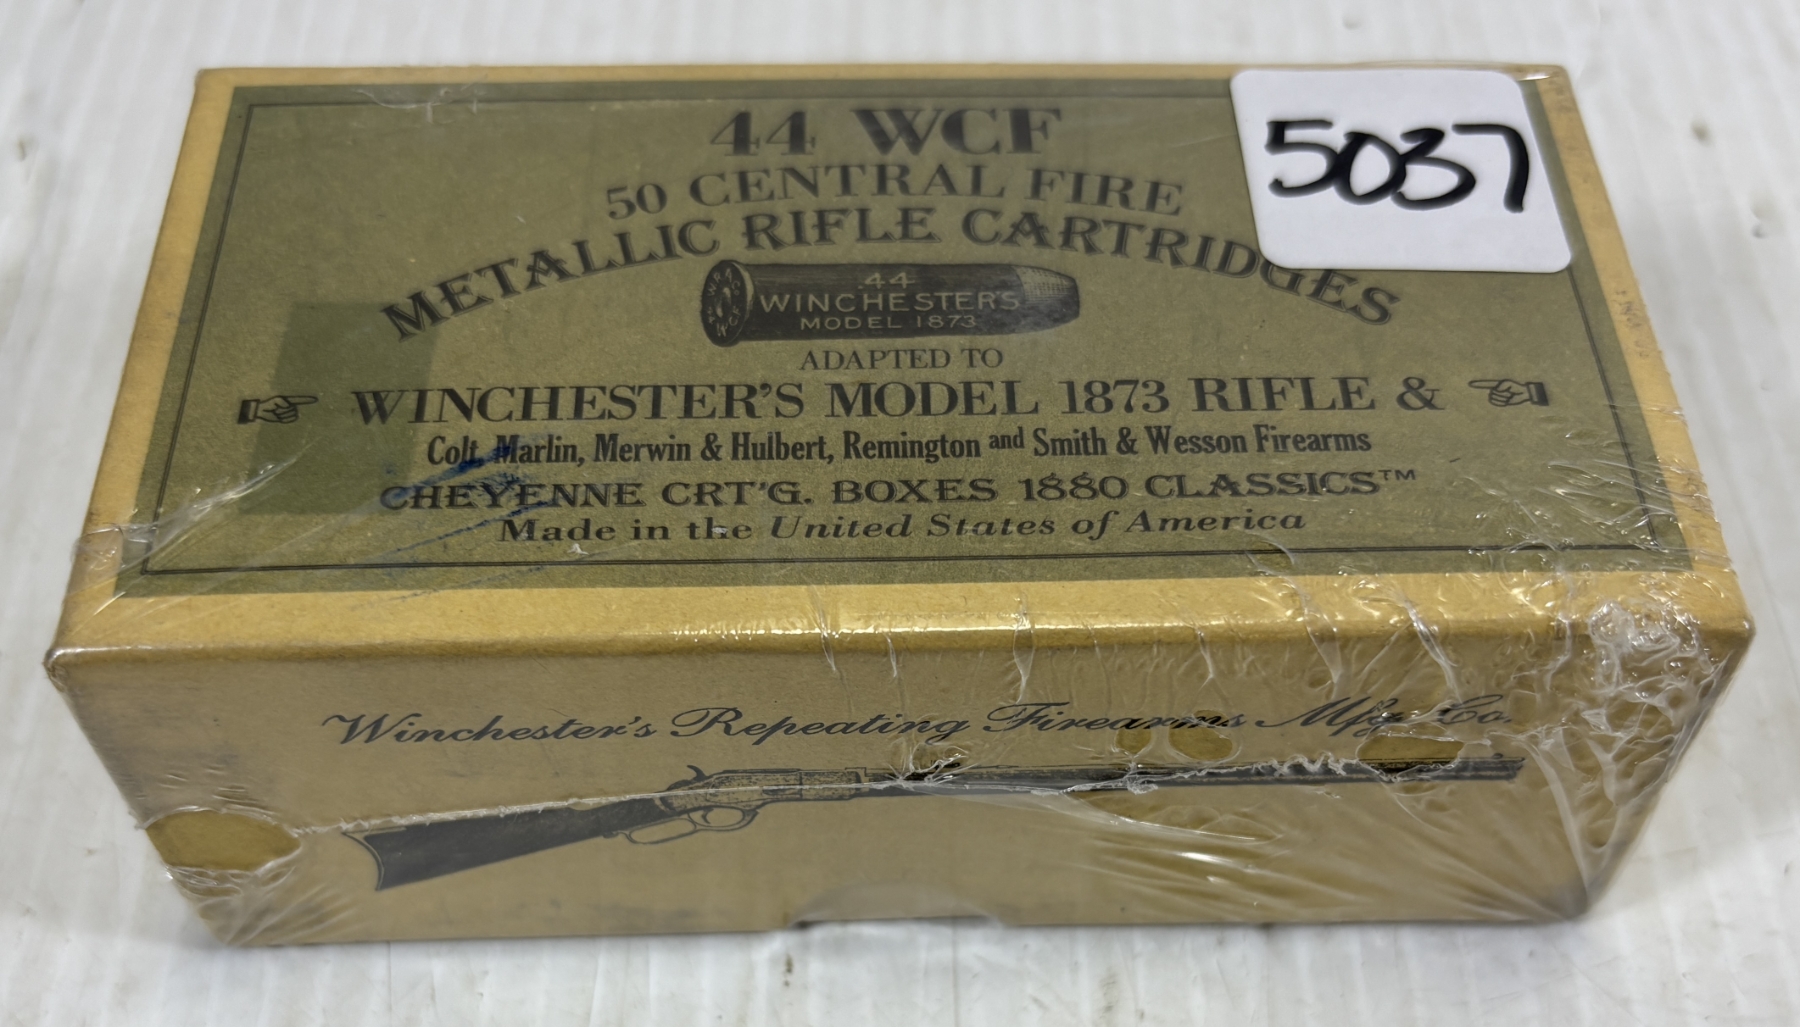 44 WCF
5037
50 CENTRAL FIRE
METALLIC RIFLE CARTRIDGES
.44
WINCHESTER'S
MODEL 1873
ADAPTED TO
WINCHESTER'S MODEL 1873 RIFLE &
Colt, Marlin, Merwin & Hulbert, Remington and Smith & Wesson Firearms
CHEYENNE CRT'G. BOXES 1880 CLASSICS™
Made in the United States of America
Winchester's Repeating Firearms Mfg. Co.